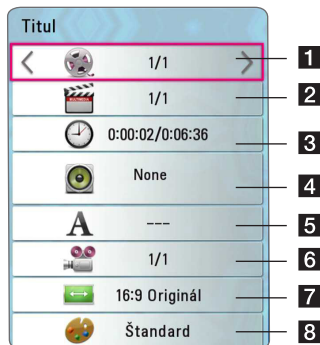 Titul
1/1 1
1/1 2
0:00:02/0:06:36 3
None 4
A --- 5
1/1 6
16:9 Originál 7
Štandard 8